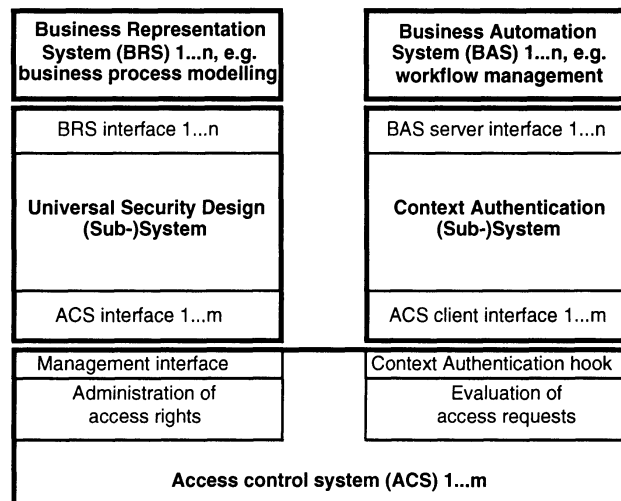 Business Representation
System (BRS) 1...n, e.g.
business process modelling
Business Automation
System (BAS) 1...n, e.g.
workflow management
BRS interface 1...n
BAS server interface 1...n
Universal Security Design
(Sub-)System
Context Authentication
(Sub-)System
ACS interface 1...m
ACS client interface 1...m
Management interface
Context Authentication hook
Administration of
access rights
Evaluation of
access requests
Access control system (ACS) 1...m